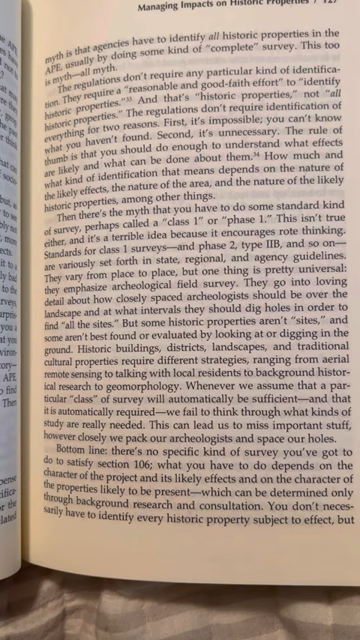 Managing Impacts on Historic Properties / 127
myth is that agencies have to identify all historic properties in the
APE, usually by doing some kind of "complete" survey. This too
is myth—all myth.
The regulations don't require any particular kind of identifica-
tion. They require a "reasonable and good-faith effort" to "identify
historic properties."³³ And that's "historic properties," not "all
historic properties." The regulations don't require identification of
everything for two reasons. First, it's impossible; you can't know
what you haven't found. Second, it's unnecessary. The rule of
thumb is that you should do enough to understand what effects
are likely and what can be done about them.³⁴ How much and
what kind of identification that means depends on the nature of
the likely effects, the nature of the area, and the nature of the likely
historic properties, among other things.
Then there's the myth that you have to do some standard kind
of survey, perhaps called a "class 1" or "phase 1." This isn't true
either, and it's a terrible idea because it encourages rote thinking.
Standards for class 1 surveys—and phase 2, type IIB, and so on—
are variously set forth in state, regional, and agency guidelines.
They vary from place to place, but one thing is pretty universal:
they emphasize archeological field survey. They go into loving
detail about how closely spaced archeologists should be over the
landscape and at what intervals they should dig holes in order to
find "all the sites." But some historic properties aren't "sites," and
some aren't best found or evaluated by looking at or digging in the
ground. Historic buildings, districts, landscapes, and traditional
cultural properties require different strategies, ranging from aerial
remote sensing to talking with local residents to background histor-
ical research to geomorphology. Whenever we assume that a par-
ticular "class" of survey will automatically be sufficient—and that
it is automatically required—we fail to think through what kinds of
study are really needed. This can lead us to miss important stuff,
however closely we pack our archeologists and space our holes.
Bottom line: there's no specific kind of survey you've got to
do to satisfy section 106; what you have to do depends on the
character of the project and its likely effects and on the character of
the properties likely to be present—which can be determined only
through background research and consultation. You don't neces-
sarily have to identify every historic property subject to effect, but